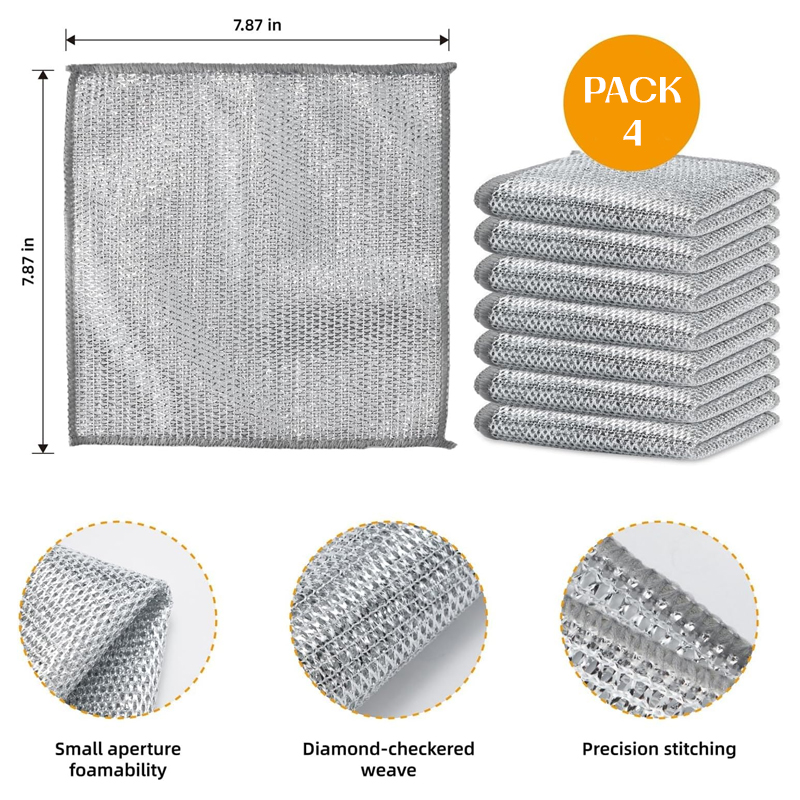 7.87 in
PACK
4
7.87 in
Small aperture
foamability
Diamond-checkered
weave
Precision stitching